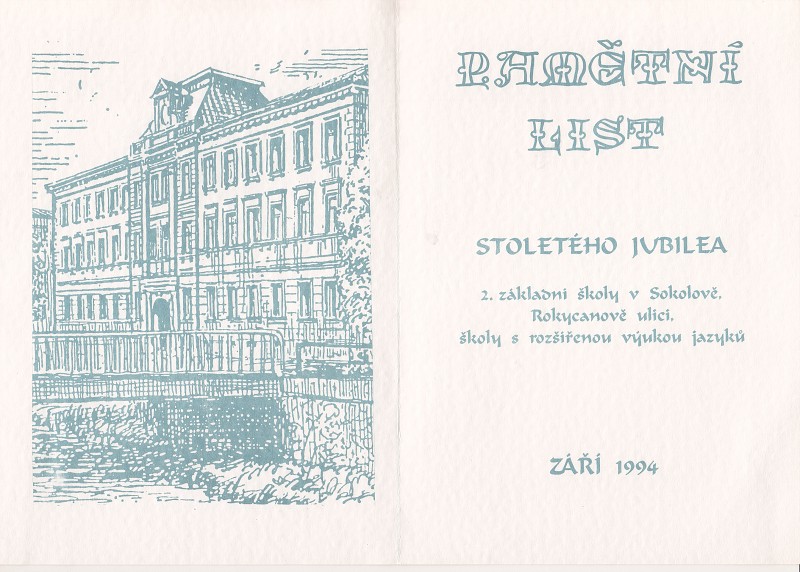 PAMĚTNÍ
LIST
STOLETÉHO JUBILEA
2. základní školy v Sokolově,
Rokycanově ulici,
školy s rozšířenou výukou jazyků
ZÁŘÍ 1994